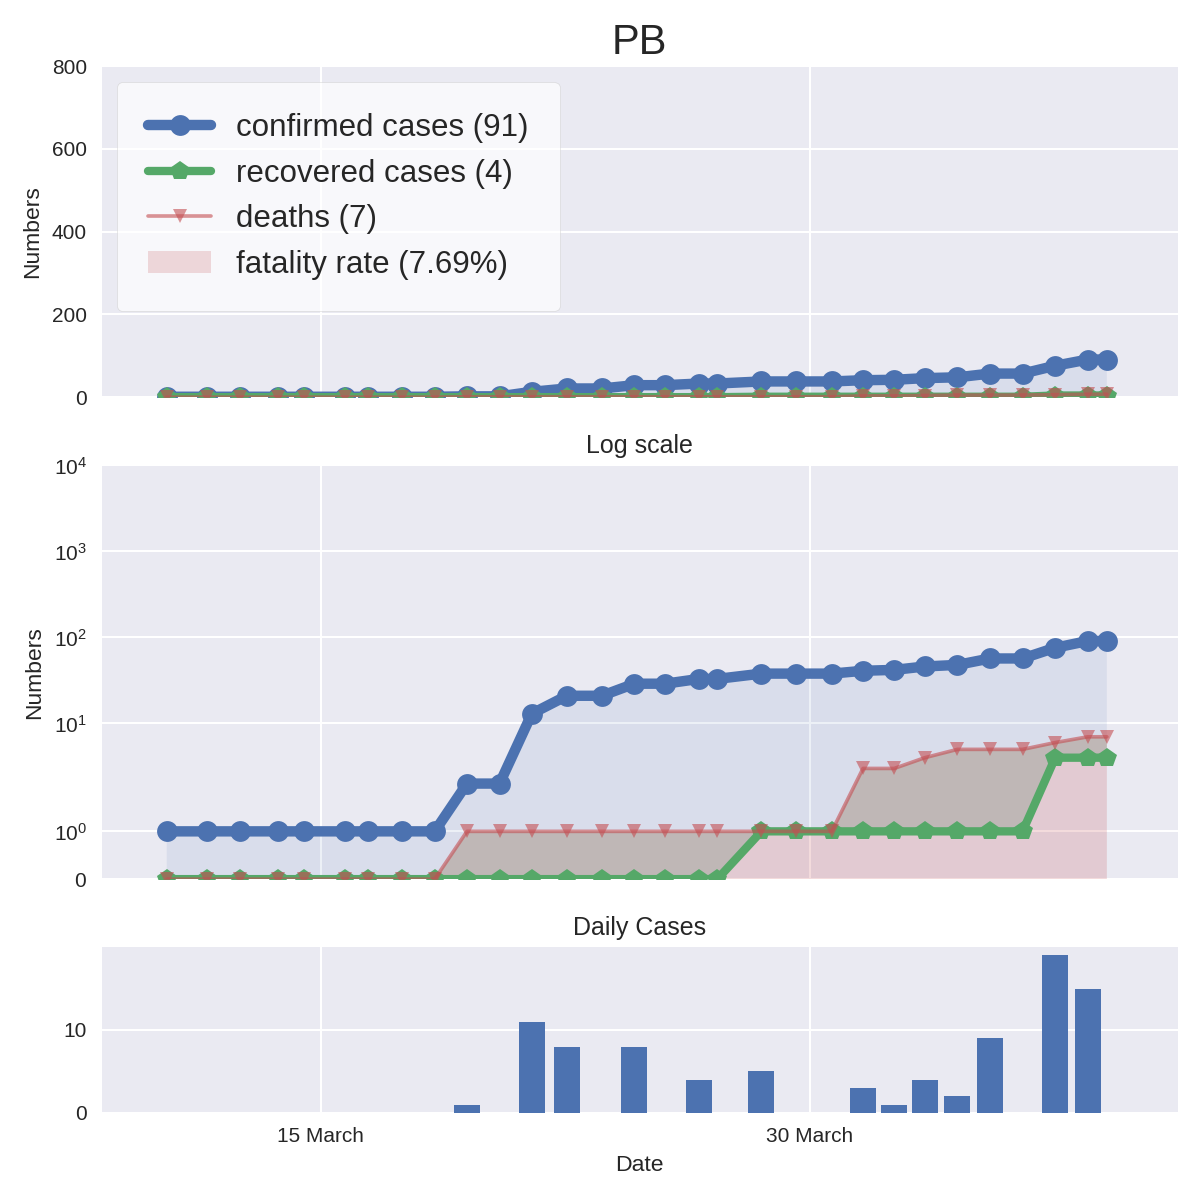 PB
800
600
400
200
0
Numbers
confirmed cases (91)
recovered cases (4)
deaths (7)
fatality rate (7.69%)
Log scale
10⁴
10³
10²
10¹
10⁰
0
Numbers
Daily Cases
10
0
15 March
30 March
Date